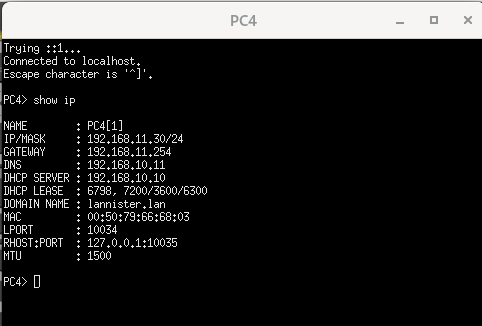 PC4
Trying ::1...
Connected to localhost.
Escape character is '^]'.
PC4> show ip
NAME : PC4[1]
IP/MASK : 192.168.11.30/24
GATEWAY : 192.168.11.254
DNS : 192.168.10.11
DHCP SERVER : 192.168.10.10
DHCP LEASE : 6798, 7200/3600/6300
DOMAIN NAME : lannister.lan
MAC : 00:50:79:66:68:03
LPORT : 10034
RHOST:PORT : 127.0.0.1:10035
MTU : 1500
PC4>